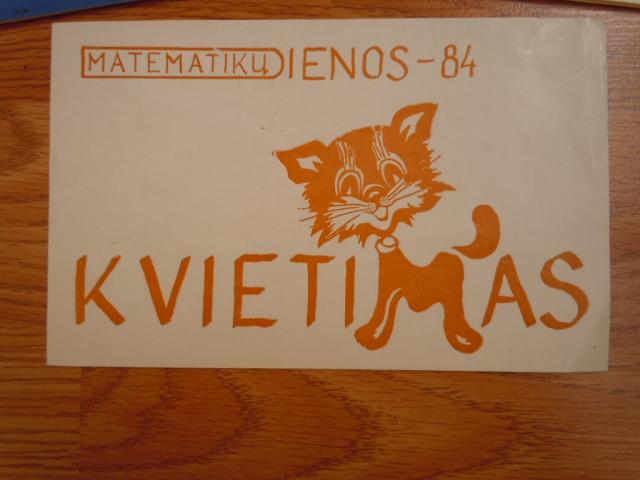 MATEMATIKŲ DIENOS-84
KVIETIMAS